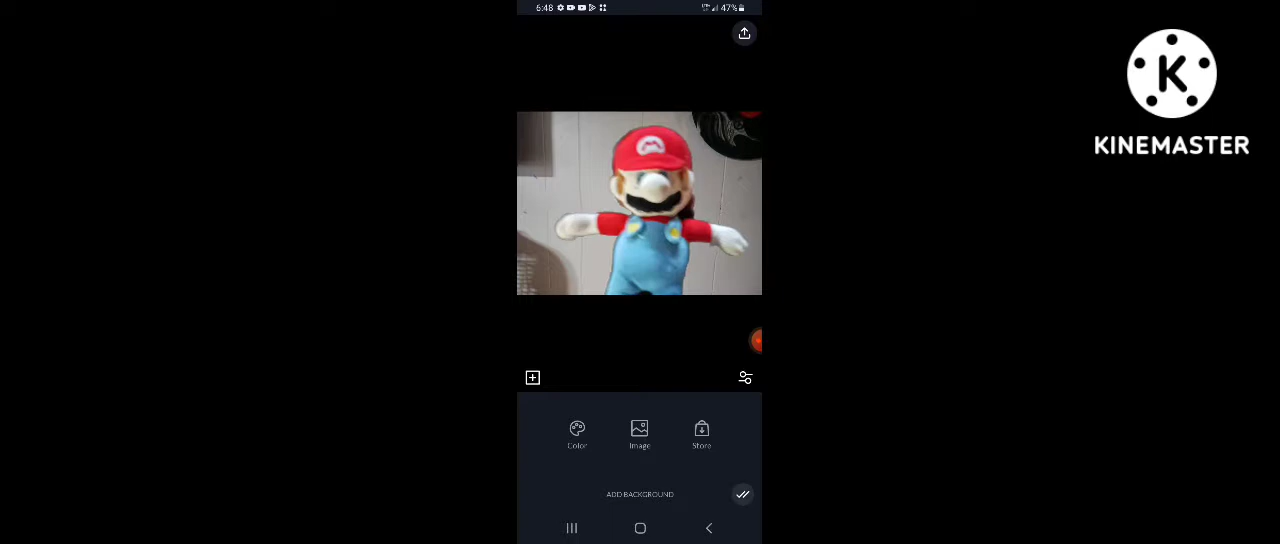 6:48
47%
KINEMASTER
Color
Image
Store
ADD BACKGROUND